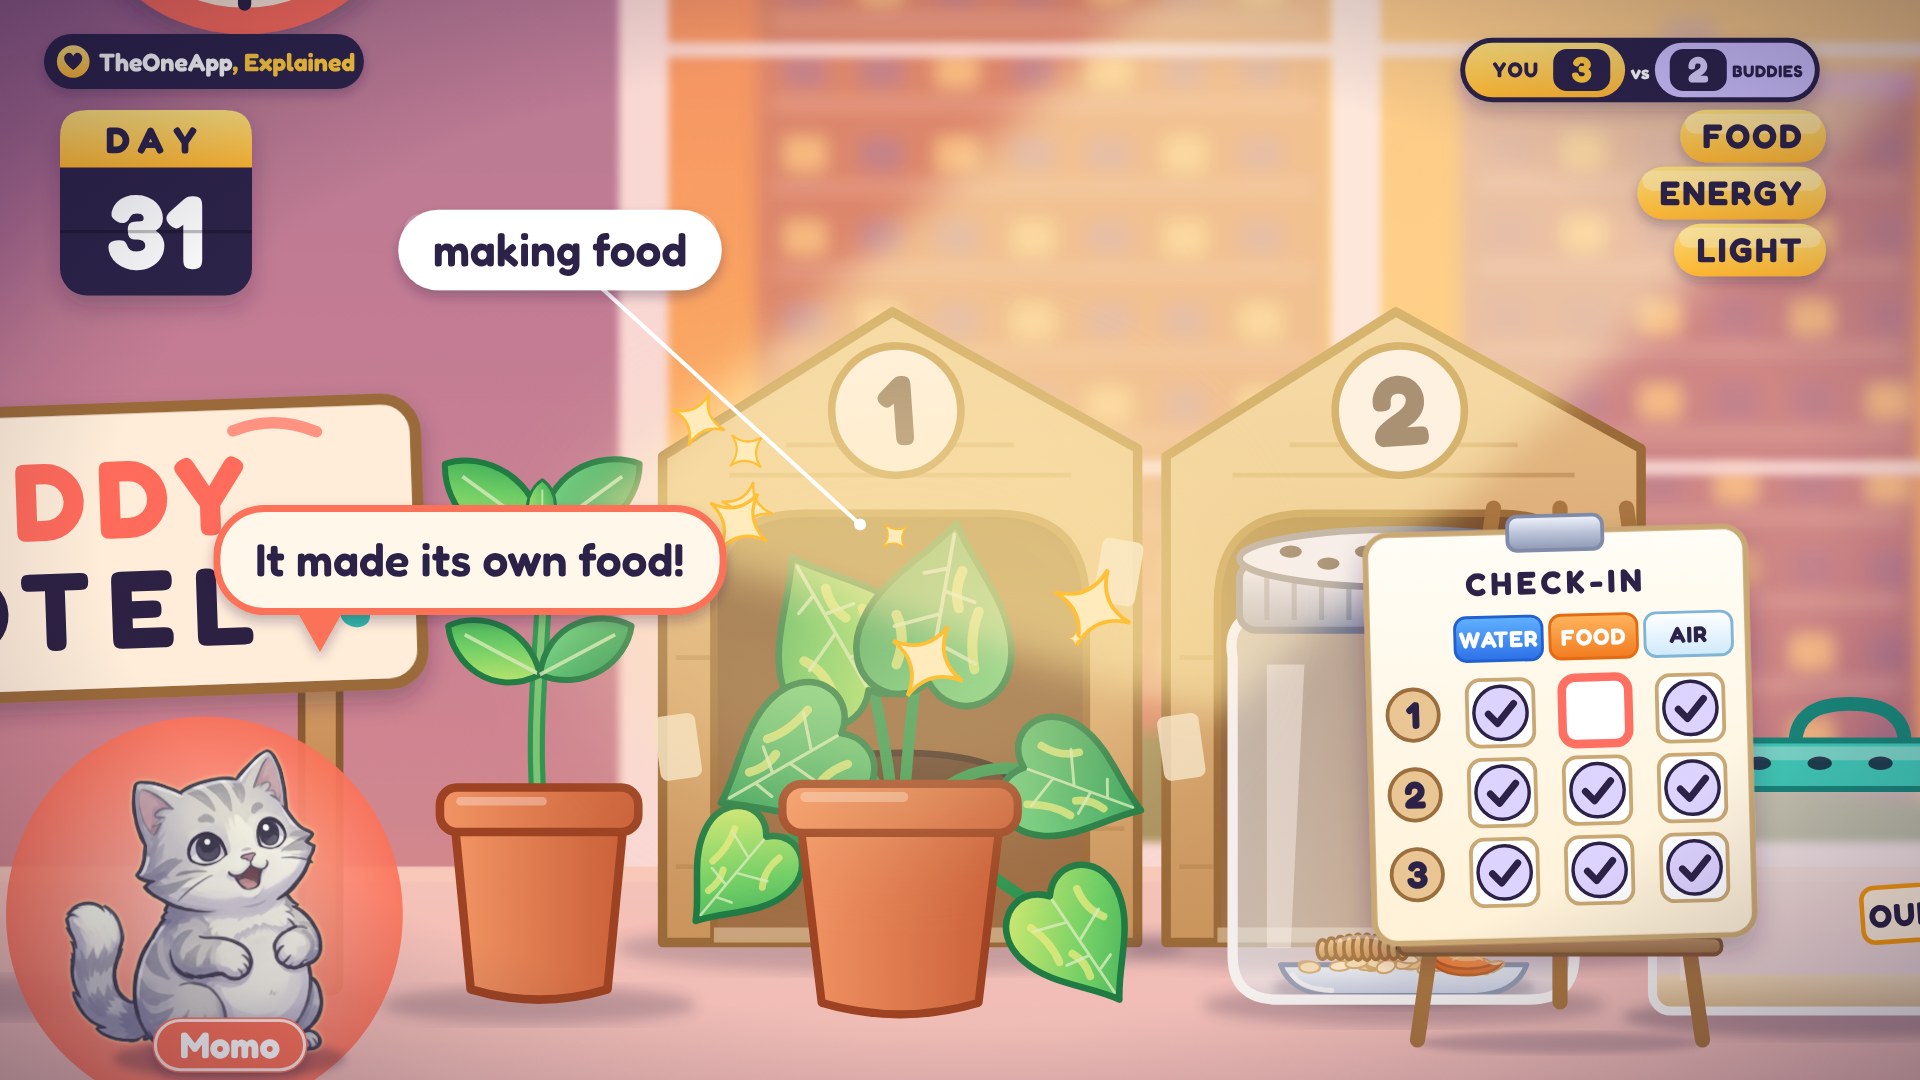 TheOneApp, Explained
DAY
31
YOU 3 vs 2 BUDDIES
FOOD
ENERGY
LIGHT
making food
1
2
DDY
OTEL
It made its own food!
CHECK-IN
WATER FOOD AIR
1
2
3
OU
Momo